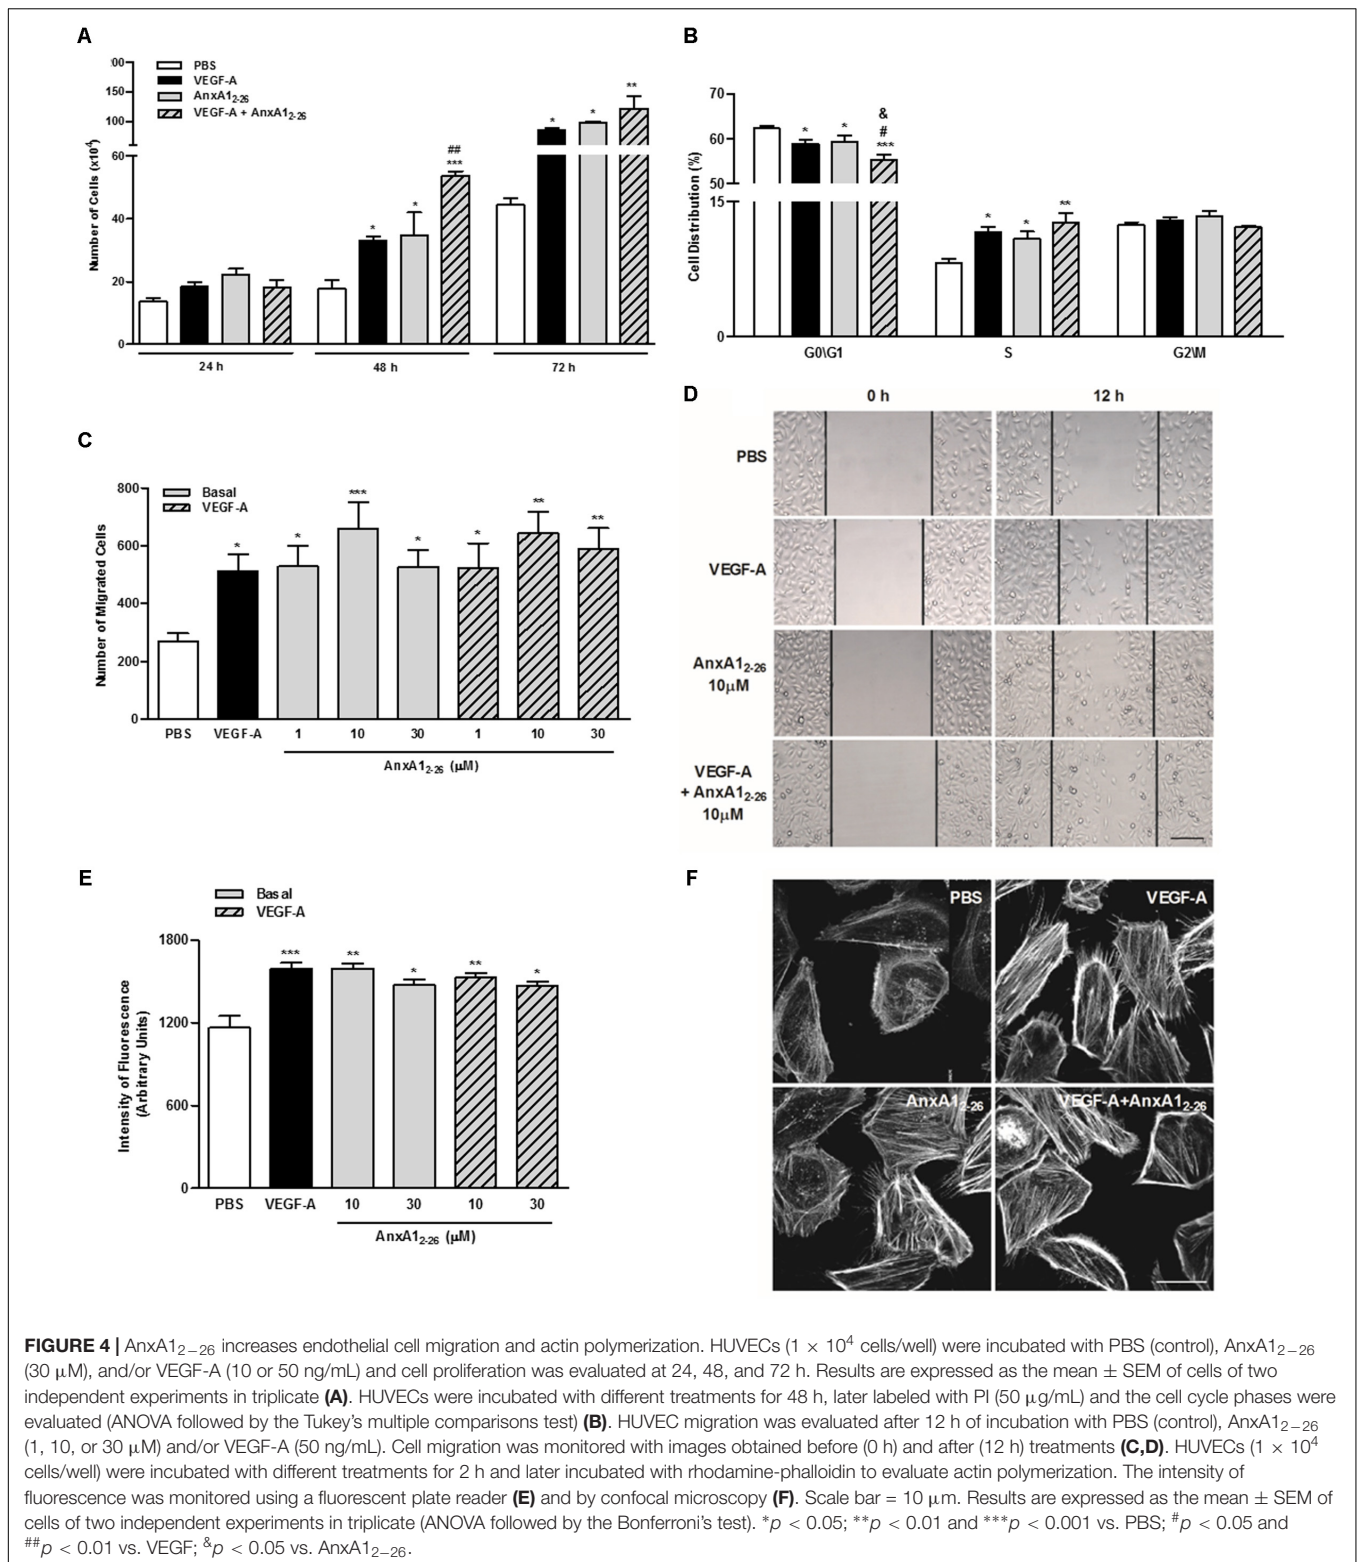 A
00
150
100
60
40
20
0
Number of Cells (x10⁴)
PBS
VEGF-A
AnxA1₂₋₂₆
VEGF-A + AnxA1₂₋₂₆
* * **
* * *** ##
24 h 48 h 72 h
B
70
60
50
15
0
Cell Distribution (%)
* * *** # &
* * **
G0\G1 S G2\M
C
800
600
400
200
0
Number of Migrated Cells
Basal
VEGF-A
* * *** * * ** **
PBS VEGF-A 1 10 30 1 10 30
AnxA1₂₋₂₆ (μM)
D
0 h 12 h
PBS
VEGF-A
AnxA1₂₋₂₆
10μM
VEGF-A
+ AnxA1₂₋₂₆
10μM
E
Basal
VEGF-A
1800
1200
600
0
Intensity of Fluorescence
(Arbitrary Units)
*** ** * ** *
PBS VEGF-A 10 30 10 30
AnxA1₂₋₂₆ (μM)
F
PBS VEGF-A
AnxA1₂₋₂₆ VEGF-A+AnxA1₂₋₂₆
FIGURE 4 | AnxA1₂₋₂₆ increases endothelial cell migration and actin polymerization. HUVECs (1 × 10⁴ cells/well) were incubated with PBS (control), AnxA1₂₋₂₆
(30 μM), and/or VEGF-A (10 or 50 ng/mL) and cell proliferation was evaluated at 24, 48, and 72 h. Results are expressed as the mean ± SEM of cells of two
independent experiments in triplicate (A). HUVECs were incubated with different treatments for 48 h, later labeled with PI (50 μg/mL) and the cell cycle phases were
evaluated (ANOVA followed by the Tukey's multiple comparisons test) (B). HUVEC migration was evaluated after 12 h of incubation with PBS (control), AnxA1₂₋₂₆
(1, 10, or 30 μM) and/or VEGF-A (50 ng/mL). Cell migration was monitored with images obtained before (0 h) and after (12 h) treatments (C,D). HUVECs (1 × 10⁴
cells/well) were incubated with different treatments for 2 h and later incubated with rhodamine-phalloidin to evaluate actin polymerization. The intensity of
fluorescence was monitored using a fluorescent plate reader (E) and by confocal microscopy (F). Scale bar = 10 μm. Results are expressed as the mean ± SEM of
cells of two independent experiments in triplicate (ANOVA followed by the Bonferroni's test). *p < 0.05; **p < 0.01 and ***p < 0.001 vs. PBS; #p < 0.05 and
##p < 0.01 vs. VEGF; &p < 0.05 vs. AnxA1₂₋₂₆.